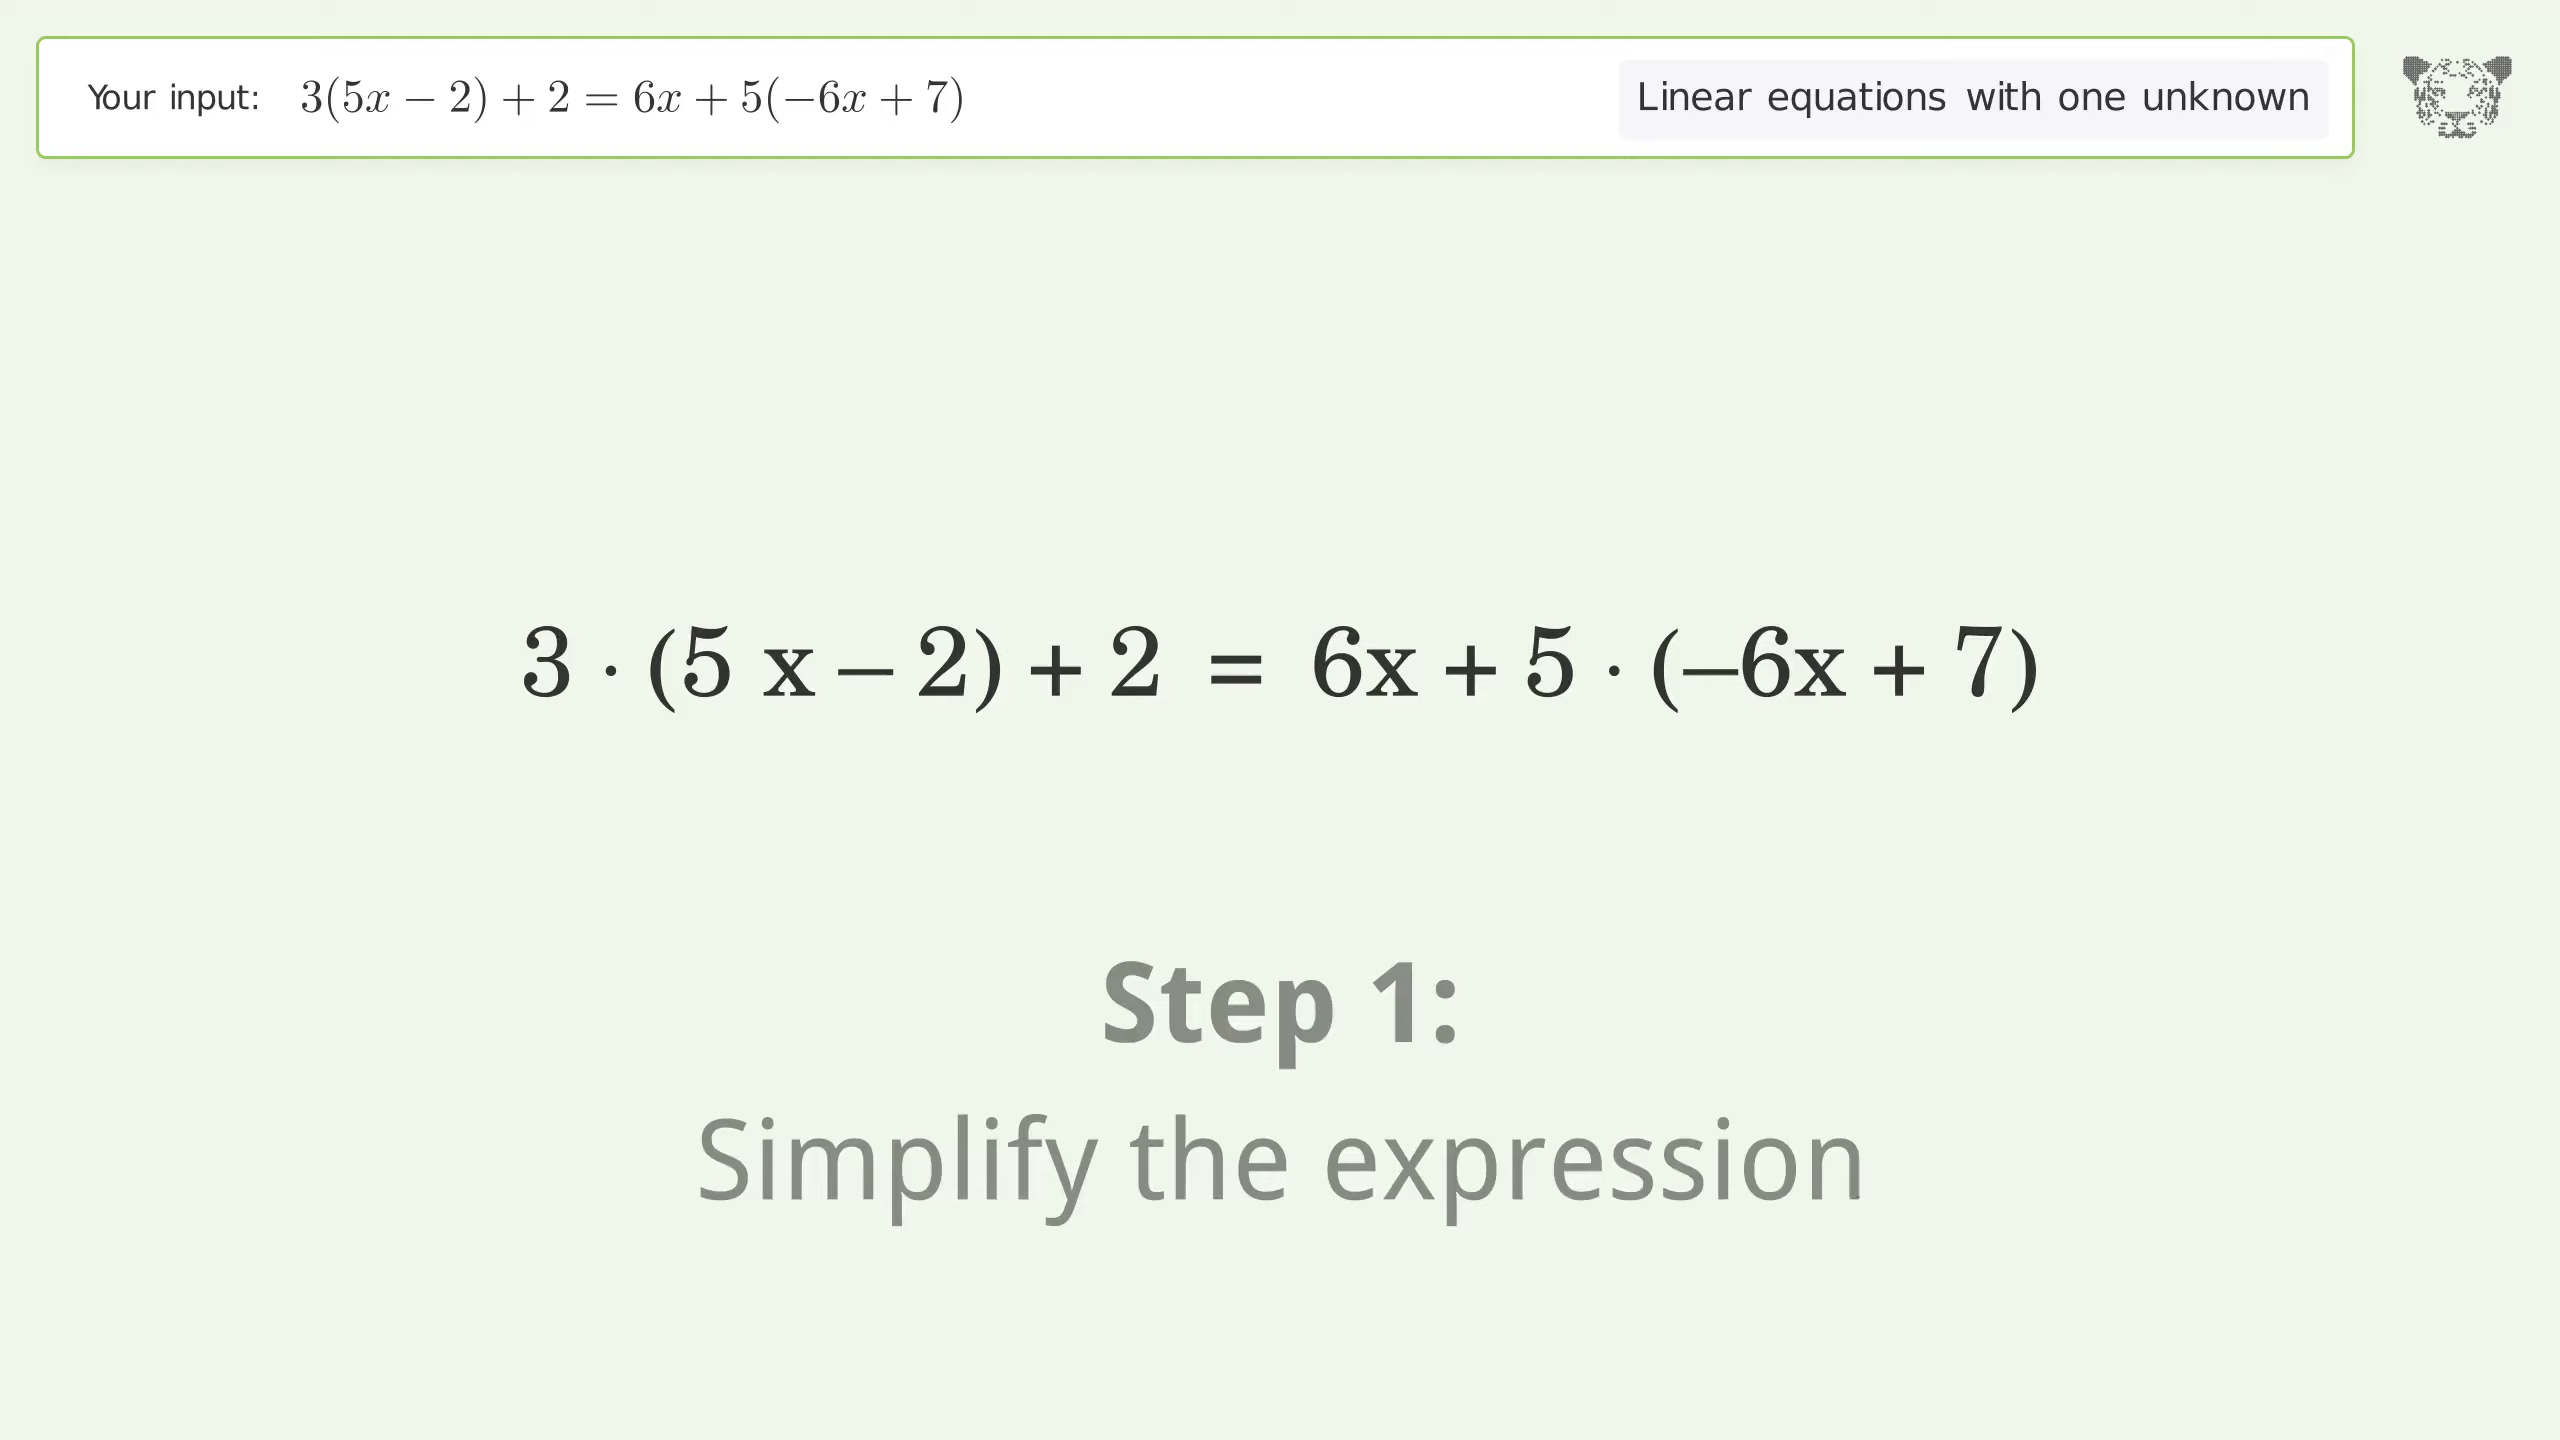 Your input: 3(5x − 2) + 2 = 6x + 5(−6x + 7)
Linear equations with one unknown
3 · (5 x – 2) + 2 = 6x + 5 · (–6x + 7)
Step 1:
Simplify the expression